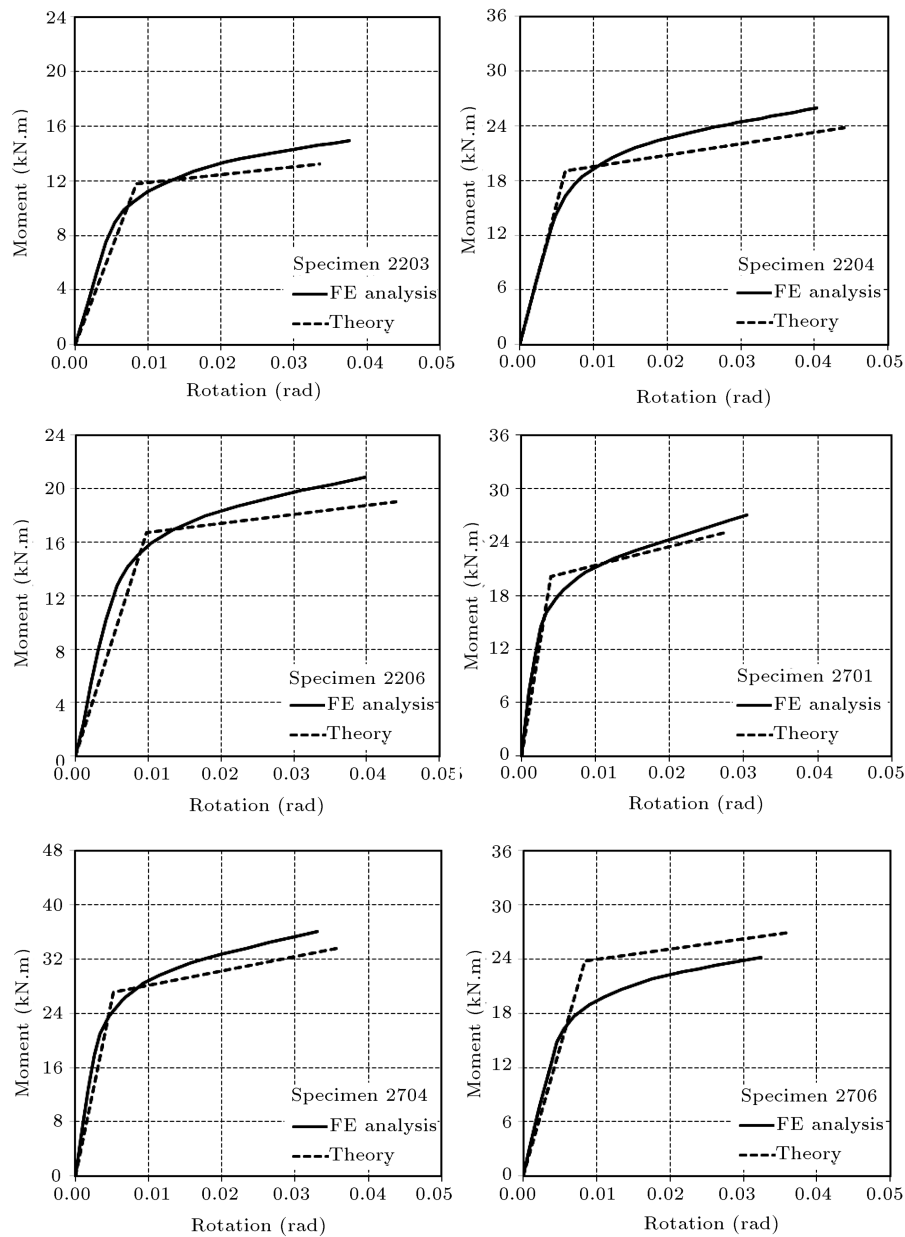 24
20
16
12
8
4
0
Moment (kN.m)
Specimen 2203
FE analysis
Theory
0.00 0.01 0.02 0.03 0.04 0.05
Rotation (rad)
36
30
24
18
12
6
0
Moment (kN.m)
Specimen 2204
FE analysis
Theory
0.00 0.01 0.02 0.03 0.04 0.05
Rotation (rad)
24
20
16
12
8
4
0
Moment (kN.m)
Specimen 2206
FE analysis
Theory
0.00 0.01 0.02 0.03 0.04 0.05
Rotation (rad)
36
30
24
18
12
6
0
Moment (kN.m)
Specimen 2701
FE analysis
Theory
0.00 0.01 0.02 0.03 0.04 0.05
Rotation (rad)
48
40
32
24
16
8
0
Moment (kN.m)
Specimen 2704
FE analysis
Theory
0.00 0.01 0.02 0.03 0.04 0.05
Rotation (rad)
36
30
24
18
12
6
0
Moment (kN.m)
Specimen 2706
FE analysis
Theory
0.00 0.01 0.02 0.03 0.04 0.05
Rotation (rad)